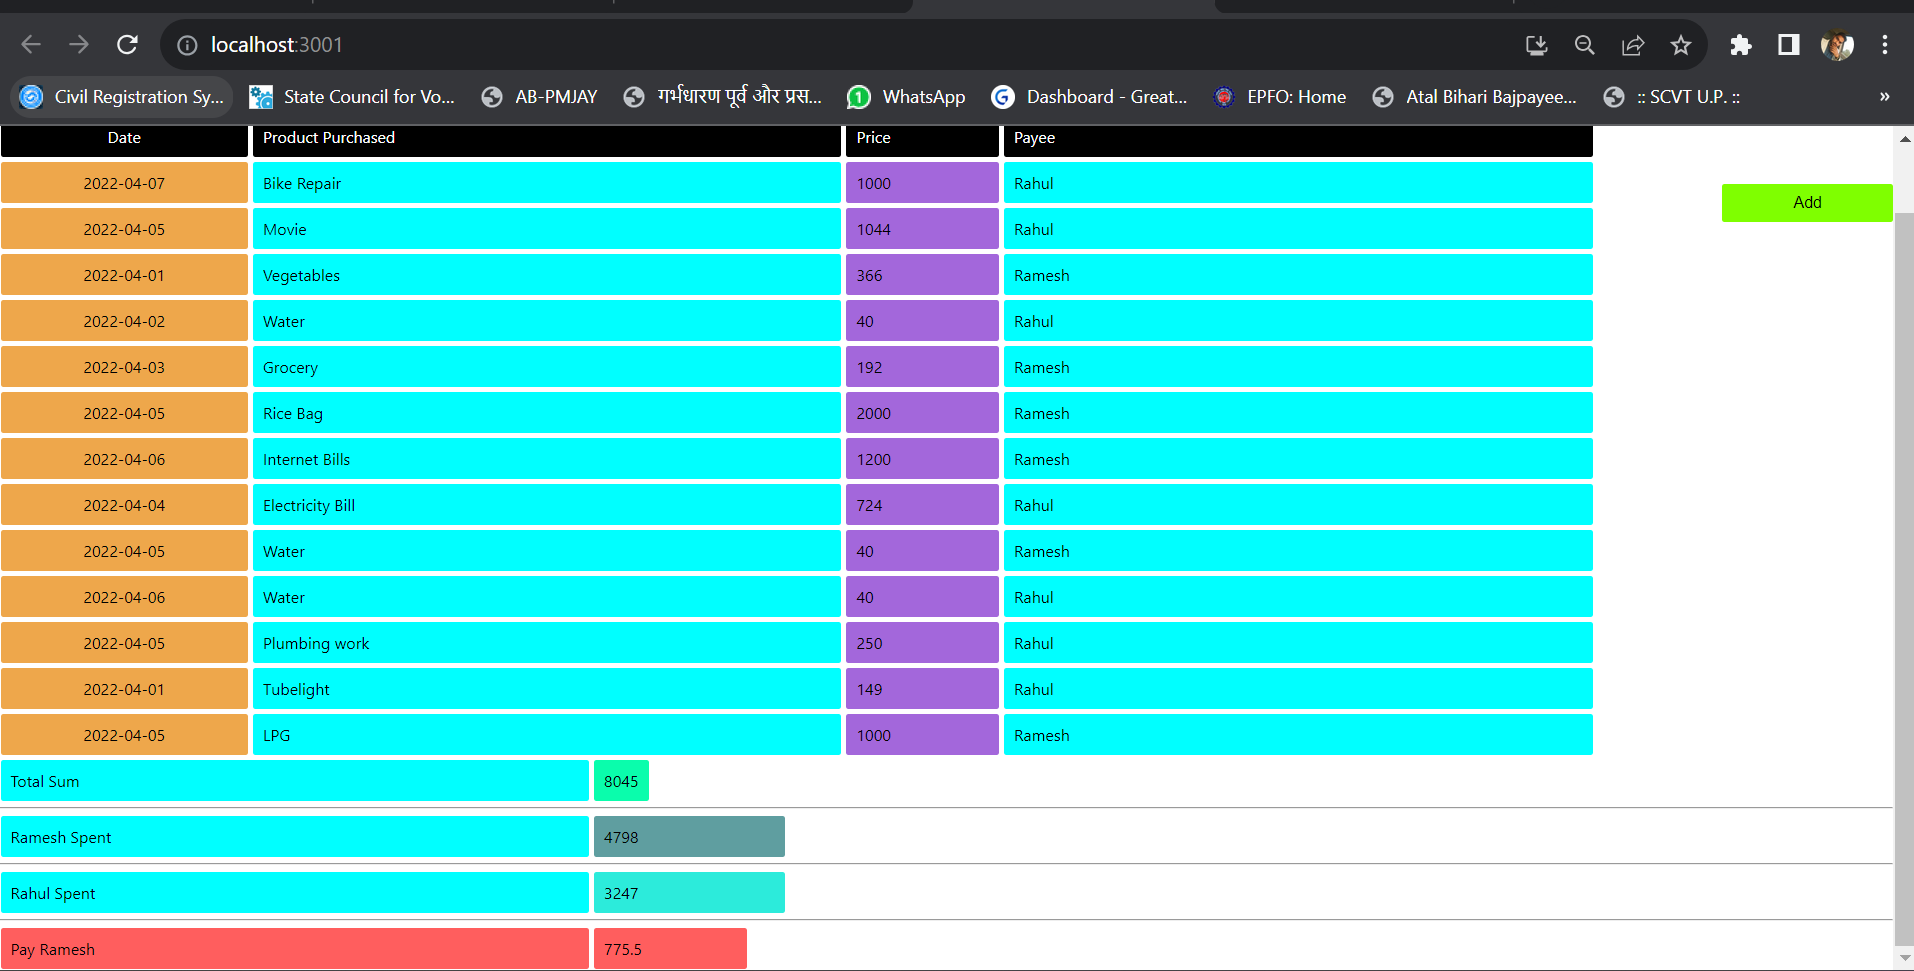 localhost:3001
Civil Registration Sy... State Council for Vo... AB-PMJAY गर्भधारण पूर्व और प्रस... WhatsApp Dashboard - Great... EPFO: Home Atal Bihari Bajpayee... :: SCVT U.P. :: »
Date Product Purchased Price Payee
2022-04-07 Bike Repair 1000 Rahul
Add
2022-04-05 Movie 1044 Rahul
2022-04-01 Vegetables 366 Ramesh
2022-04-02 Water 40 Rahul
2022-04-03 Grocery 192 Ramesh
2022-04-05 Rice Bag 2000 Ramesh
2022-04-06 Internet Bills 1200 Ramesh
2022-04-04 Electricity Bill 724 Rahul
2022-04-05 Water 40 Ramesh
2022-04-06 Water 40 Rahul
2022-04-05 Plumbing work 250 Rahul
2022-04-01 Tubelight 149 Rahul
2022-04-05 LPG 1000 Ramesh
Total Sum 8045
Ramesh Spent 4798
Rahul Spent 3247
Pay Ramesh 775.5